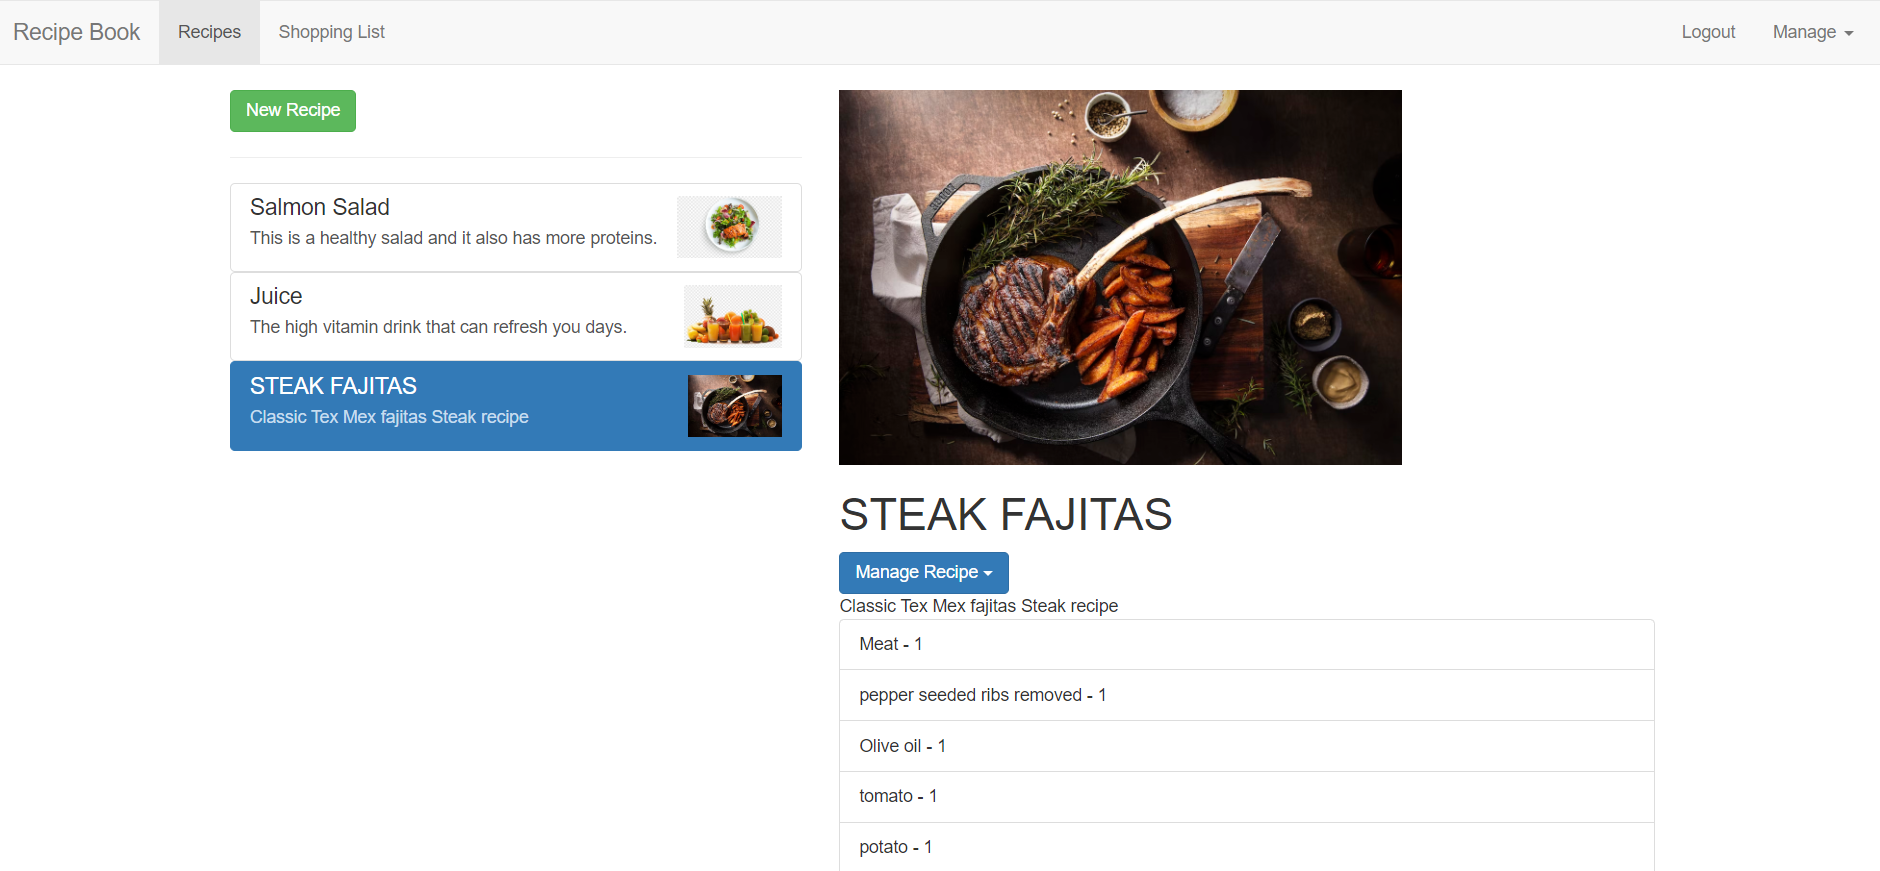 Recipe Book
Recipes
Shopping List
Logout
Manage
New Recipe
Salmon Salad
This is a healthy salad and it also has more proteins.
Juice
The high vitamin drink that can refresh you days.
STEAK FAJITAS
Classic Tex Mex fajitas Steak recipe
STEAK FAJITAS
Manage Recipe
Classic Tex Mex fajitas Steak recipe
Meat - 1
pepper seeded ribs removed - 1
Olive oil - 1
tomato - 1
potato - 1